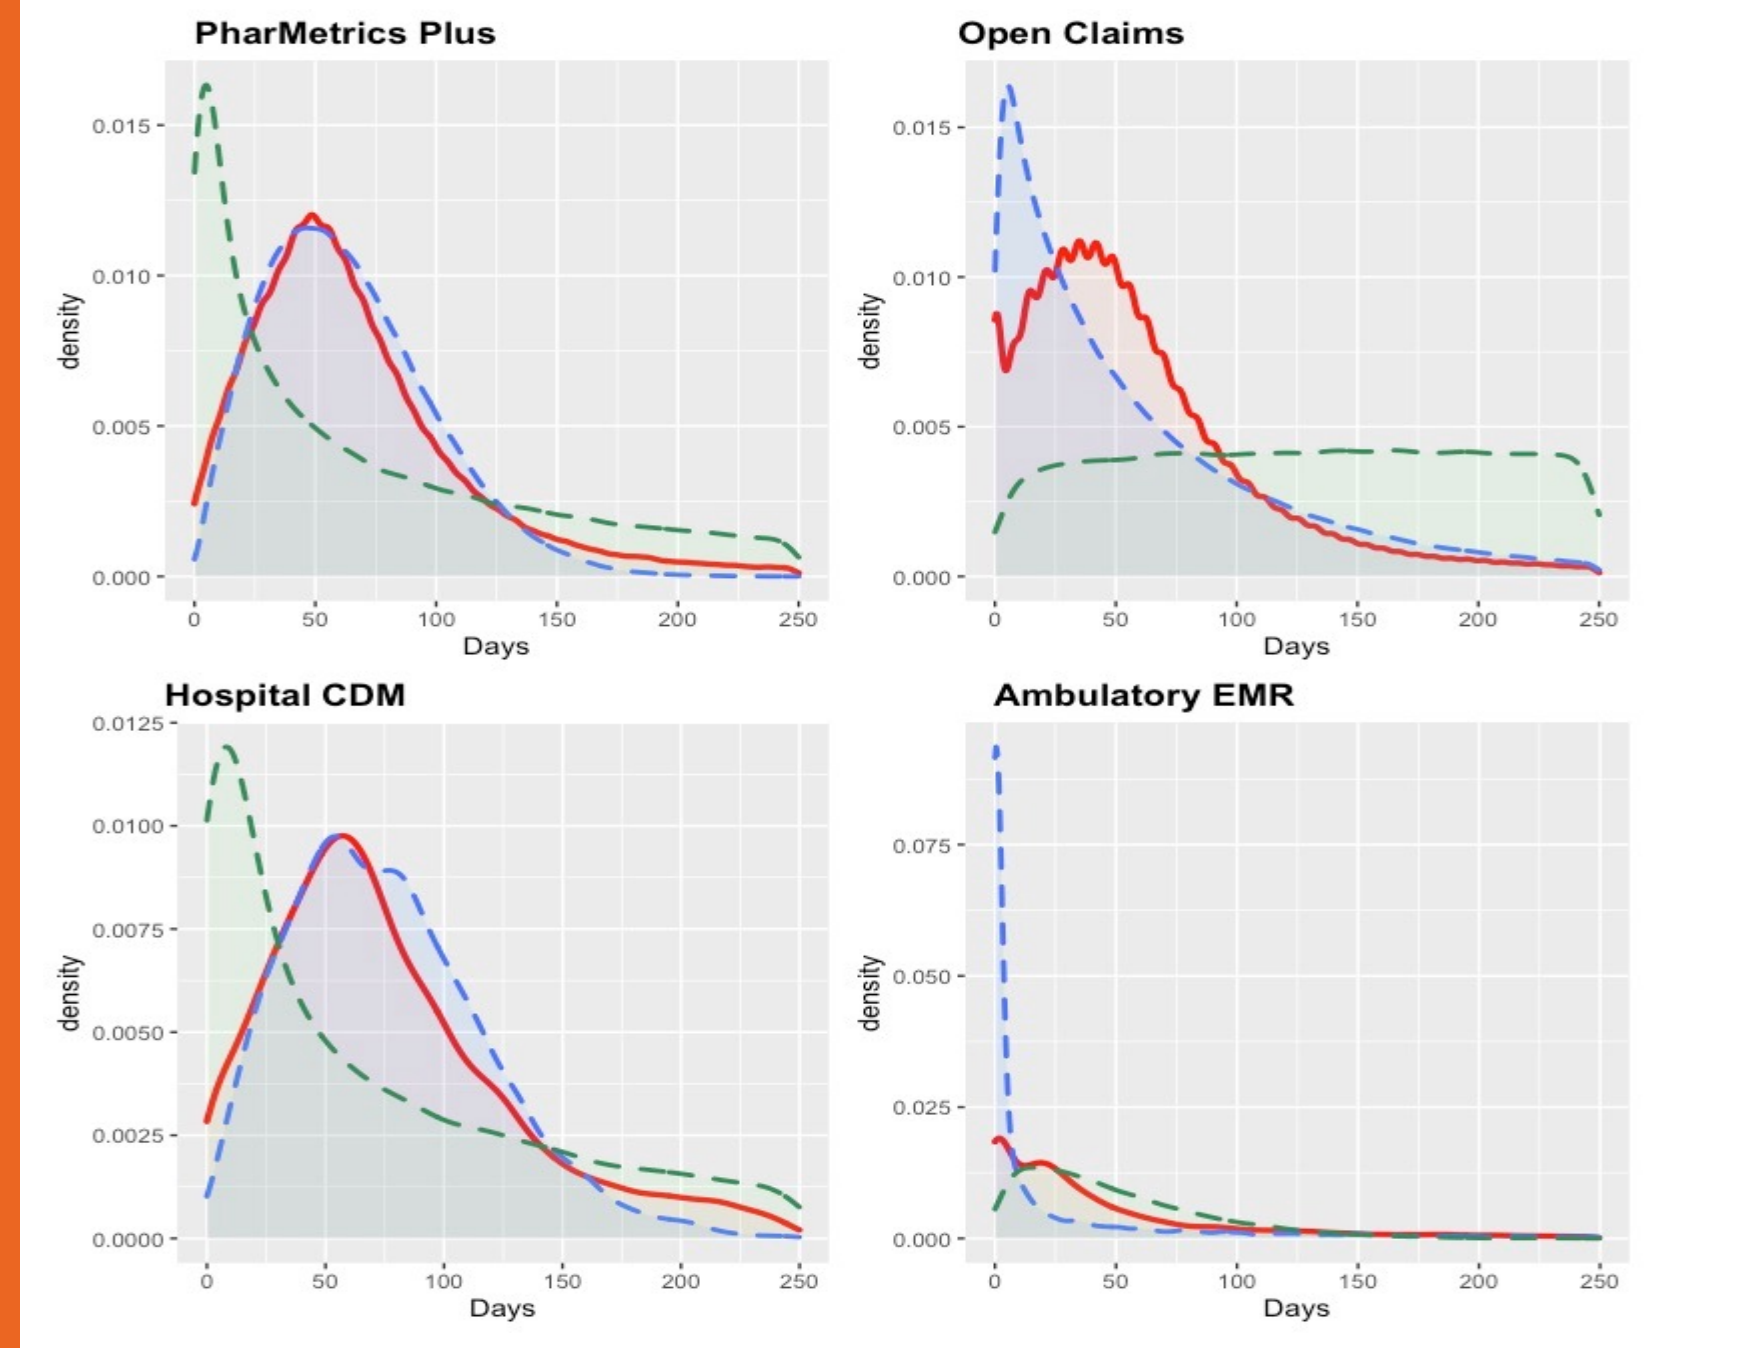 PharMetrics Plus
density
0.015
0.010
0.005
0.000
0 50 100 150 200 250
Days
Open Claims
density
0.015
0.010
0.005
0.000
0 50 100 150 200 250
Days
Hospital CDM
density
0.0125
0.0100
0.0075
0.0050
0.0025
0.0000
0 50 100 150 200 250
Days
Ambulatory EMR
density
0.075
0.050
0.025
0.000
0 50 100 150 200 250
Days